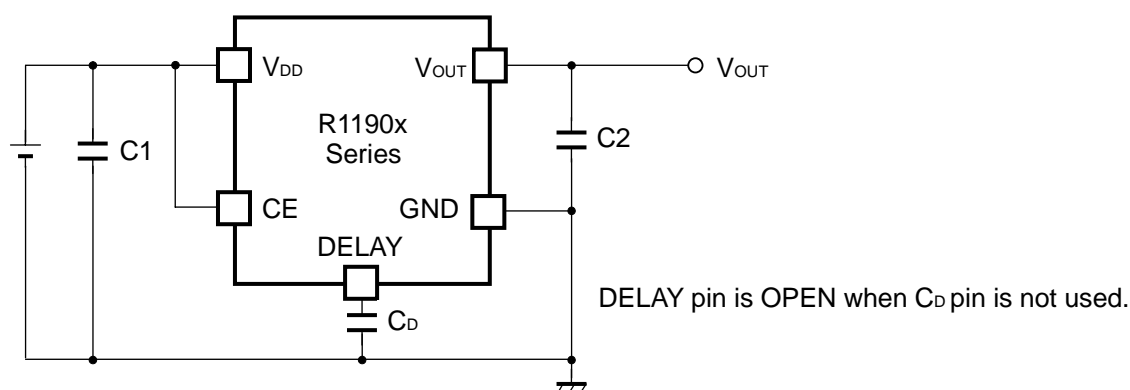 VDD
VOUT
VOUT
R1190x
Series
C1
C2
CE
GND
DELAY
CD
DELAY pin is OPEN when CD pin is not used.